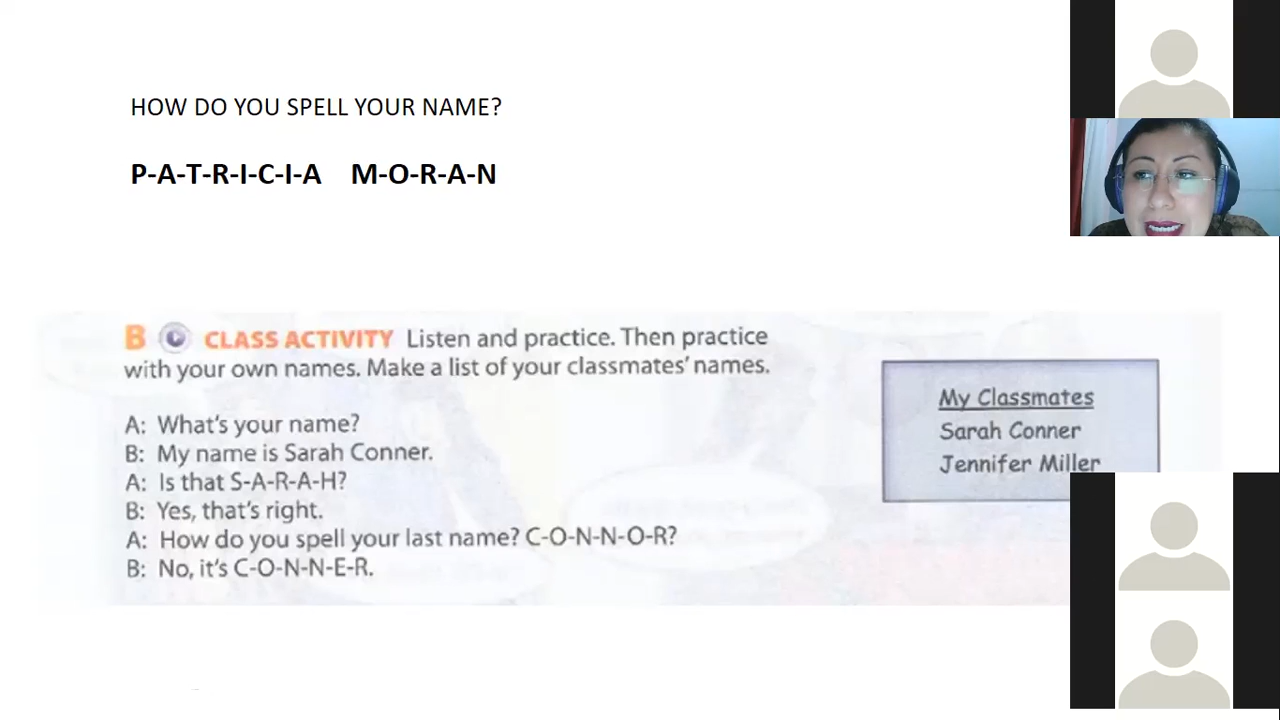 HOW DO YOU SPELL YOUR NAME?
P-A-T-R-I-C-I-A M-O-R-A-N
B CLASS ACTIVITY Listen and practice. Then practice
with your own names. Make a list of your classmates' names.
A: What's your name?
B: My name is Sarah Conner.
A: Is that S-A-R-A-H?
B: Yes, that's right.
A: How do you spell your last name? C-O-N-N-O-R?
B: No, it's C-O-N-N-E-R.
My Classmates
Sarah Conner
Jennifer Miller